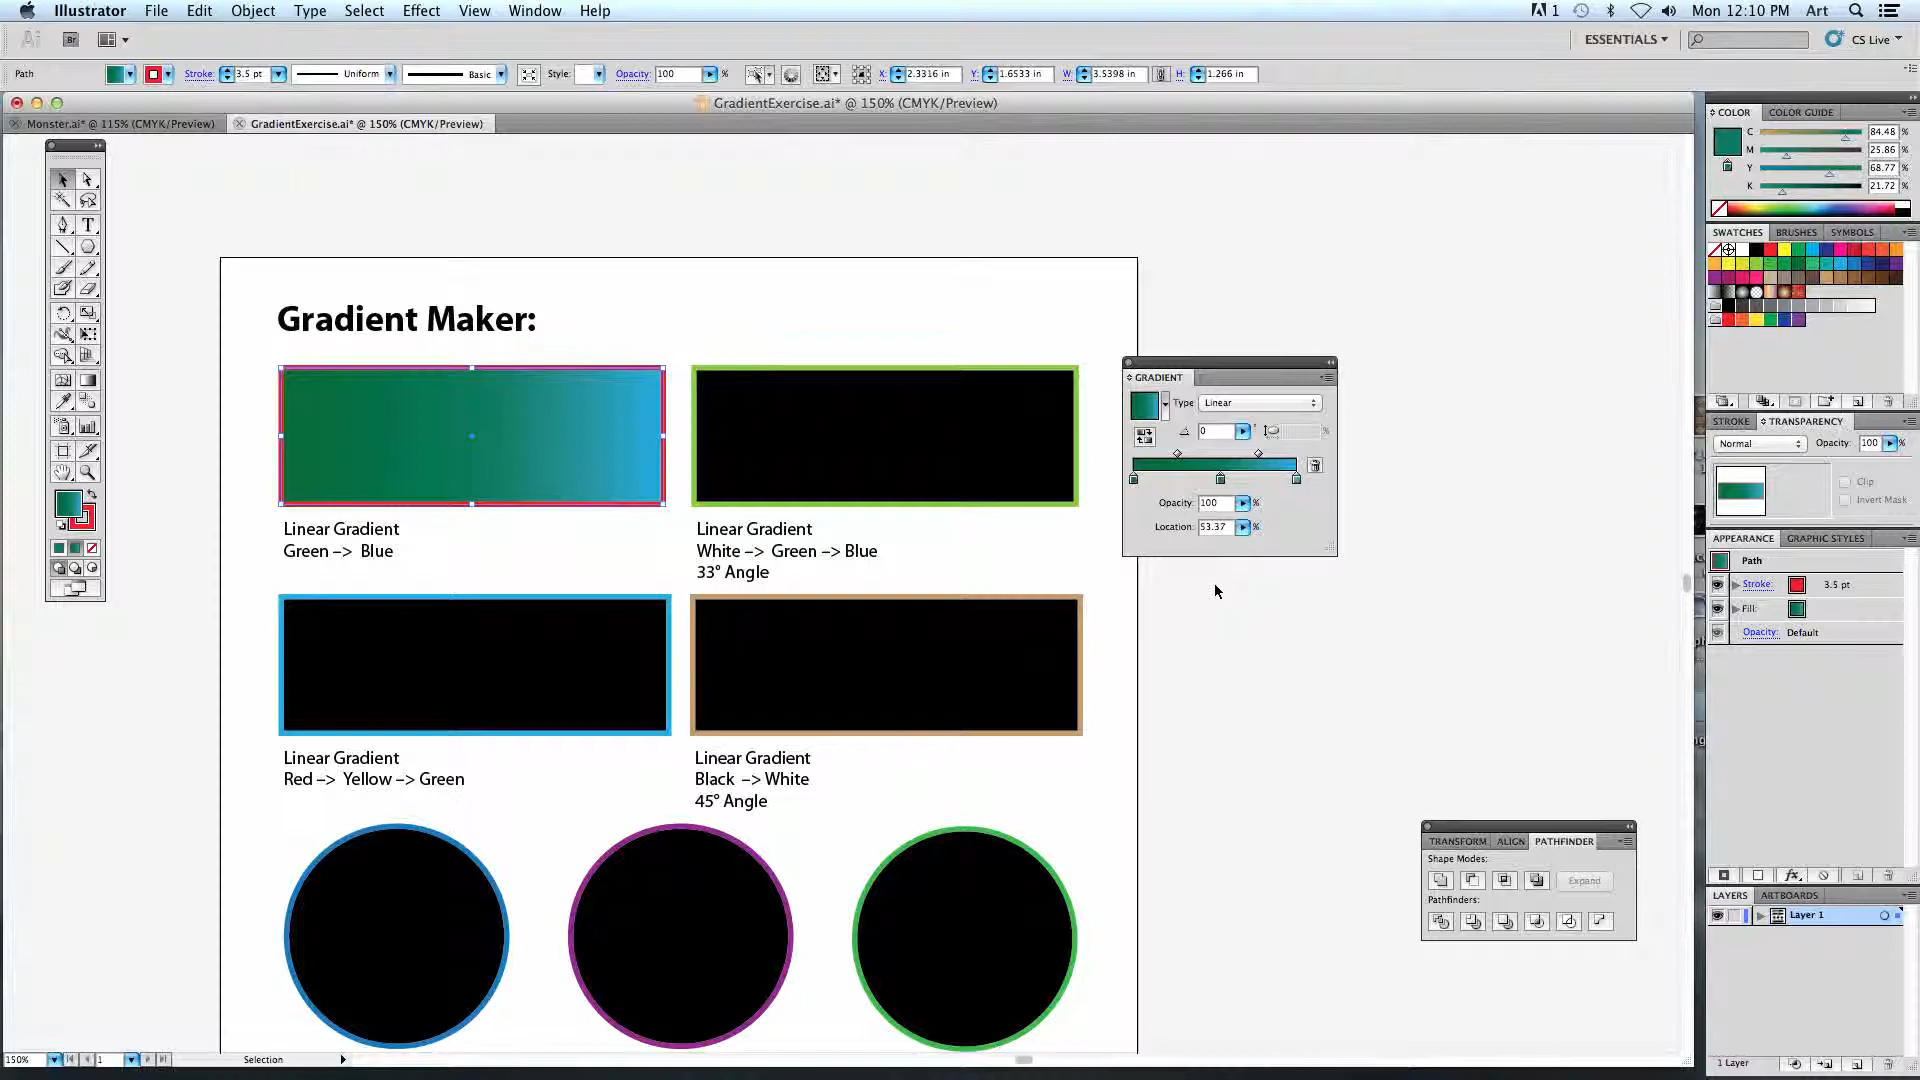 Illustrator File Edit Object Type Select Effect View Window Help
1 Mon 12:10 PM Art
Ai Br ESSENTIALS CS Live
Path Stroke: 3.5 pt Uniform Basic Style: Opacity: 100 % X: 2.3316 in Y: 1.6533 in W: 3.5398 in H: 1.266 in
GradientExercise.ai* @ 150% (CMYK/Preview)
Monster.ai* @ 115% (CMYK/Preview) GradientExercise.ai* @ 150% (CMYK/Preview)
T
Gradient Maker:
Linear Gradient
Green –> Blue
Linear Gradient
White –> Green –> Blue
33° Angle
Linear Gradient
Red –> Yellow –> Green
Linear Gradient
Black –> White
45° Angle
GRADIENT
Type Linear
0 ° %
Opacity: 100 %
Location: 53.37 %
TRANSFORM ALIGN PATHFINDER
Shape Modes:
Expand
Pathfinders:
COLOR COLOR GUIDE
C 84.48 %
M 25.86 %
Y 68.77 %
K 21.72 %
SWATCHES BRUSHES SYMBOLS
STROKE TRANSPARENCY
Normal Opacity: 100 %
Clip
Invert Mask
APPEARANCE GRAPHIC STYLES
Path
Stroke: 3.5 pt
Fill:
Opacity: Default
fx
LAYERS ARTBOARDS
Layer 1
1 Layer
150% 1 Selection